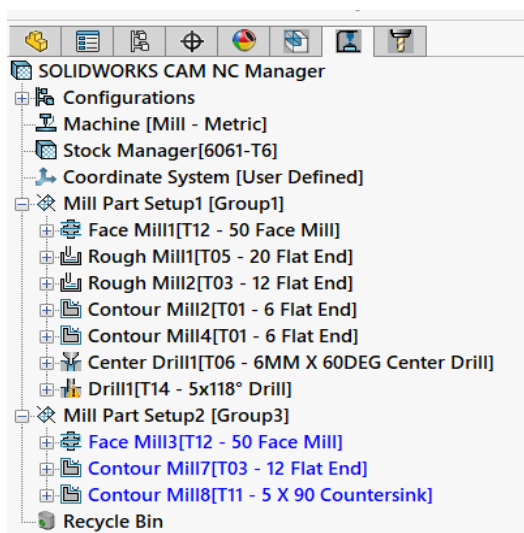 SOLIDWORKS CAM NC Manager
Configurations
Machine [Mill - Metric]
Stock Manager[6061-T6]
Coordinate System [User Defined]
Mill Part Setup1 [Group1]
Face Mill1[T12 - 50 Face Mill]
Rough Mill1[T05 - 20 Flat End]
Rough Mill2[T03 - 12 Flat End]
Contour Mill2[T01 - 6 Flat End]
Contour Mill4[T01 - 6 Flat End]
Center Drill1[T06 - 6MM X 60DEG Center Drill]
Drill1[T14 - 5x118° Drill]
Mill Part Setup2 [Group3]
Face Mill3[T12 - 50 Face Mill]
Contour Mill7[T03 - 12 Flat End]
Contour Mill8[T11 - 5 X 90 Countersink]
Recycle Bin